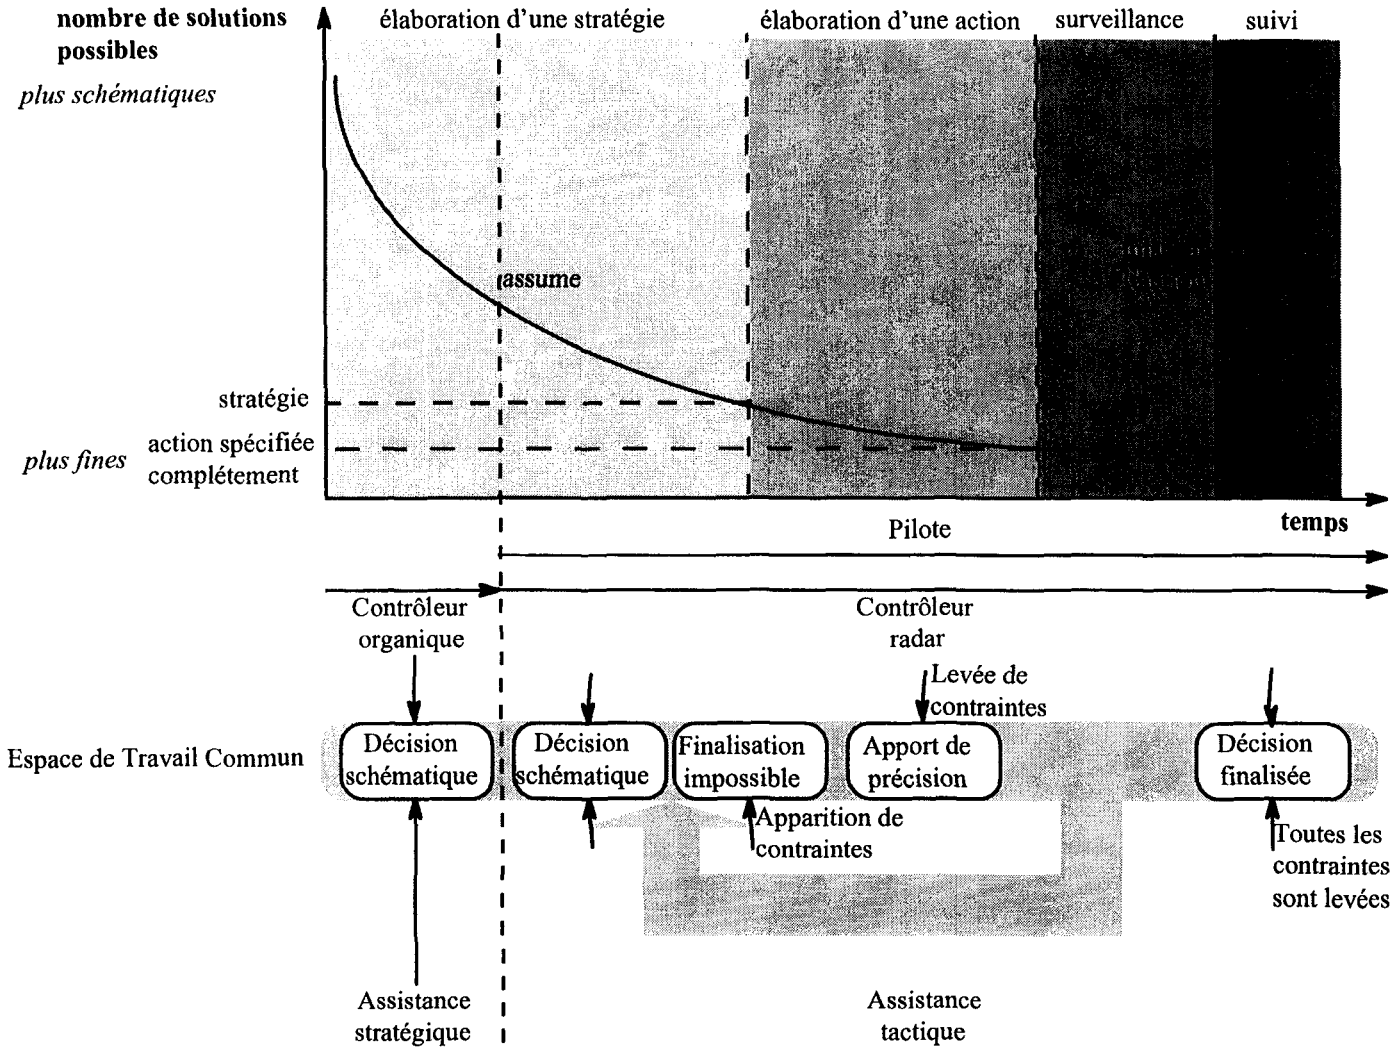 nombre de solutions
possibles
plus schématiques
élaboration d'une stratégie
élaboration d'une action
surveillance
suivi
assume
stratégie
plus fines
action spécifiée
complétement
temps
Pilote
Contrôleur
organique
Contrôleur
radar
Levée de
contraintes
Espace de Travail Commun
Décision
schématique
Décision
schématique
Finalisation
impossible
Apport de
précision
Décision
finalisée
Apparition de
contraintes
Toutes les
contraintes
sont levées
Assistance
stratégique
Assistance
tactique